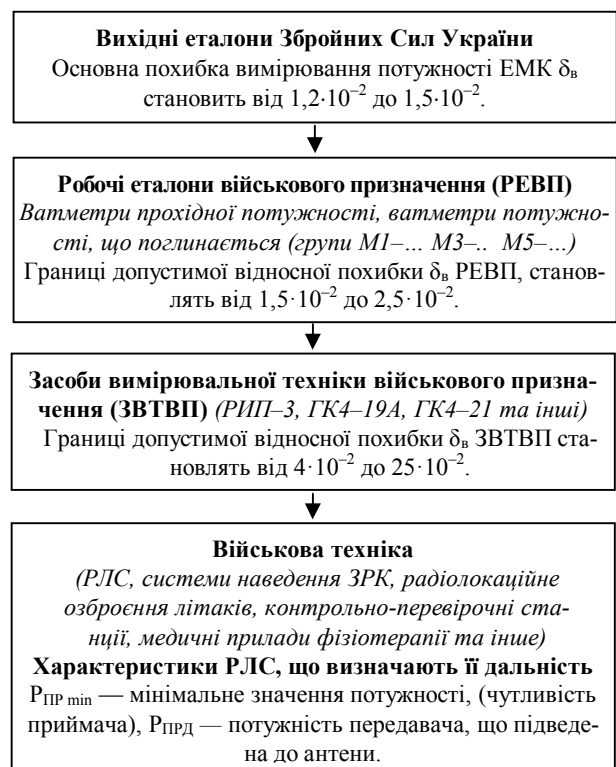 Вихідні еталони Збройних Сил України
Основна похибка вимірювання потужності ЕМК δв
становить від 1,2·10⁻² до 1,5·10⁻².
Робочі еталони військового призначення (РЕВП)
Ватметри прохідної потужності, ватметри потужно-
сті, що поглинається (групи М1–... М3–.. М5–...)
Границі допустимої відносної похибки δв РЕВП, станов-
лять від 1,5·10⁻² до 2,5·10⁻².
Засоби вимірювальної техніки військового призна-
чення (ЗВТВП) (РИП–3, ГК4–19А, ГК4–21 та інші)
Границі допустимої відносної похибки δв ЗВТВП ста-
новлять від 4·10⁻² до 25·10⁻².
Військова техніка
(РЛС, системи наведення ЗРК, радіолокаційне
озброєння літаків, контрольно-перевірочні ста-
нції, медичні прилади фізіотерапії та інше)
Характеристики РЛС, що визначають її дальність
РПР min — мінімальне значення потужності, (чутливість
приймача), РПРД — потужність передавача, що підведе-
на до антени.